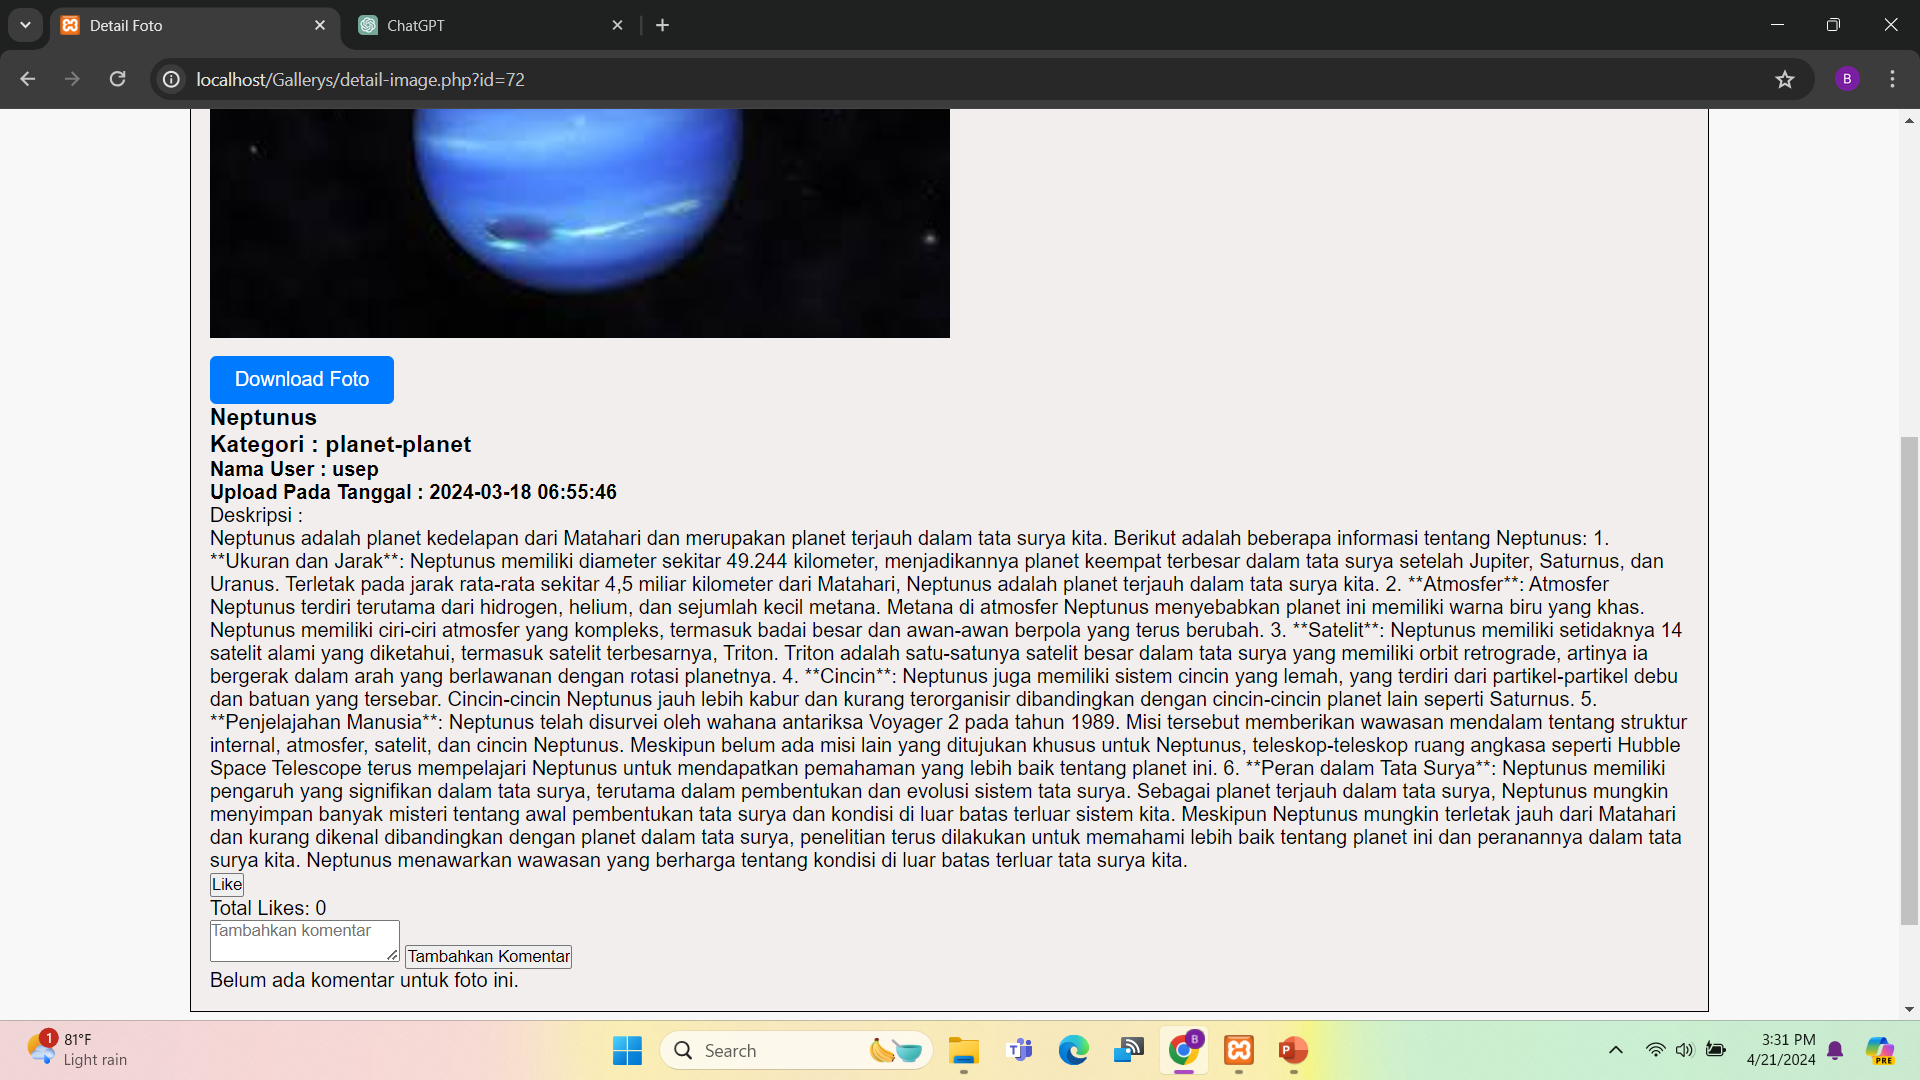 Detail Foto
ChatGPT
localhost/Gallerys/detail-image.php?id=72
B
Download Foto
Neptunus
Kategori : planet-planet
Nama User : usep
Upload Pada Tanggal : 2024-03-18 06:55:46
Deskripsi :
Neptunus adalah planet kedelapan dari Matahari dan merupakan planet terjauh dalam tata surya kita. Berikut adalah beberapa informasi tentang Neptunus: 1.
**Ukuran dan Jarak**: Neptunus memiliki diameter sekitar 49.244 kilometer, menjadikannya planet keempat terbesar dalam tata surya setelah Jupiter, Saturnus, dan
Uranus. Terletak pada jarak rata-rata sekitar 4,5 miliar kilometer dari Matahari, Neptunus adalah planet terjauh dalam tata surya kita. 2. **Atmosfer**: Atmosfer
Neptunus terdiri terutama dari hidrogen, helium, dan sejumlah kecil metana. Metana di atmosfer Neptunus menyebabkan planet ini memiliki warna biru yang khas.
Neptunus memiliki ciri-ciri atmosfer yang kompleks, termasuk badai besar dan awan-awan berpola yang terus berubah. 3. **Satelit**: Neptunus memiliki setidaknya 14
satelit alami yang diketahui, termasuk satelit terbesarnya, Triton. Triton adalah satu-satunya satelit besar dalam tata surya yang memiliki orbit retrograde, artinya ia
bergerak dalam arah yang berlawanan dengan rotasi planetnya. 4. **Cincin**: Neptunus juga memiliki sistem cincin yang lemah, yang terdiri dari partikel-partikel debu
dan batuan yang tersebar. Cincin-cincin Neptunus jauh lebih kabur dan kurang terorganisir dibandingkan dengan cincin-cincin planet lain seperti Saturnus. 5.
**Penjelajahan Manusia**: Neptunus telah disurvei oleh wahana antariksa Voyager 2 pada tahun 1989. Misi tersebut memberikan wawasan mendalam tentang struktur
internal, atmosfer, satelit, dan cincin Neptunus. Meskipun belum ada misi lain yang ditujukan khusus untuk Neptunus, teleskop-teleskop ruang angkasa seperti Hubble
Space Telescope terus mempelajari Neptunus untuk mendapatkan pemahaman yang lebih baik tentang planet ini. 6. **Peran dalam Tata Surya**: Neptunus memiliki
pengaruh yang signifikan dalam tata surya, terutama dalam pembentukan dan evolusi sistem tata surya. Sebagai planet terjauh dalam tata surya, Neptunus mungkin
menyimpan banyak misteri tentang awal pembentukan tata surya dan kondisi di luar batas terluar sistem kita. Meskipun Neptunus mungkin terletak jauh dari Matahari
dan kurang dikenal dibandingkan dengan planet dalam tata surya, penelitian terus dilakukan untuk memahami lebih baik tentang planet ini dan peranannya dalam tata
surya kita. Neptunus menawarkan wawasan yang berharga tentang kondisi di luar batas terluar tata surya kita.
Like
Total Likes: 0
Tambahkan komentar
Tambahkan Komentar
Belum ada komentar untuk foto ini.
1
81°F
Light rain
Search
B
3:31 PM
4/21/2024
PRE